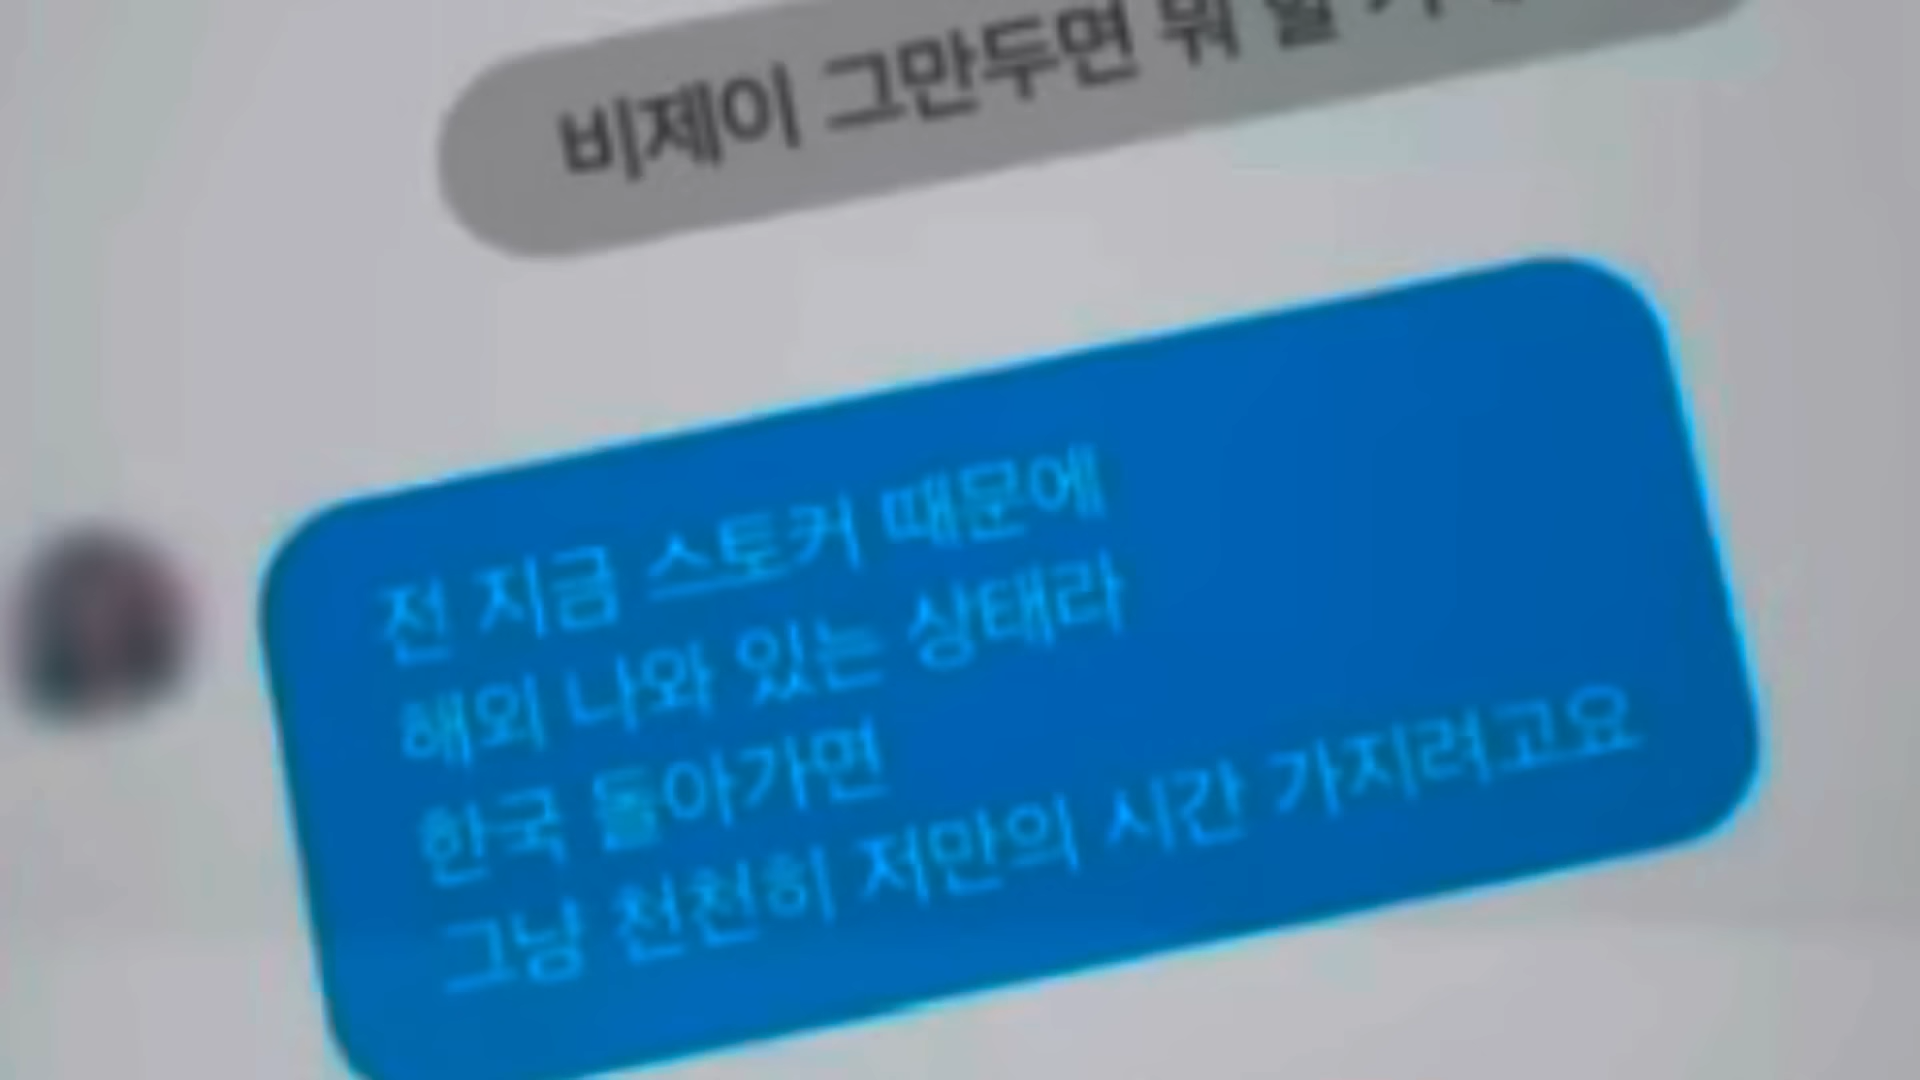 비제이 그만두면 뭐 할
전 지금 스토커 때문에
해외 나와 있는 상태라
한국 돌아가면
그냥 천천히 저만의 시간 가지려고요